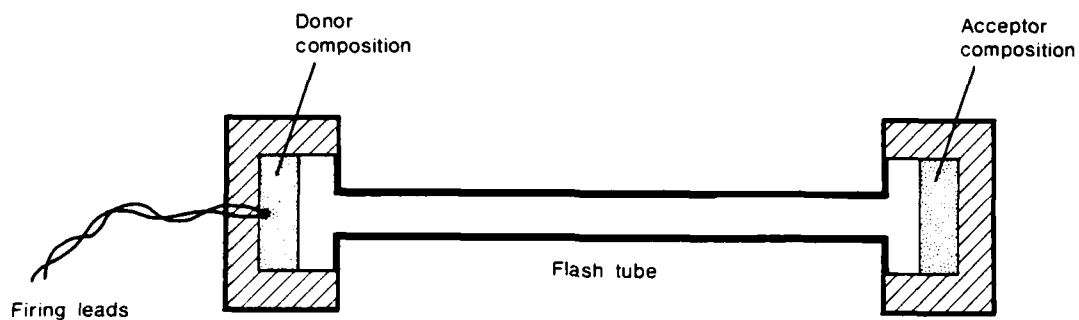 Donor
composition
Acceptor
composition
Flash tube
Firing leads